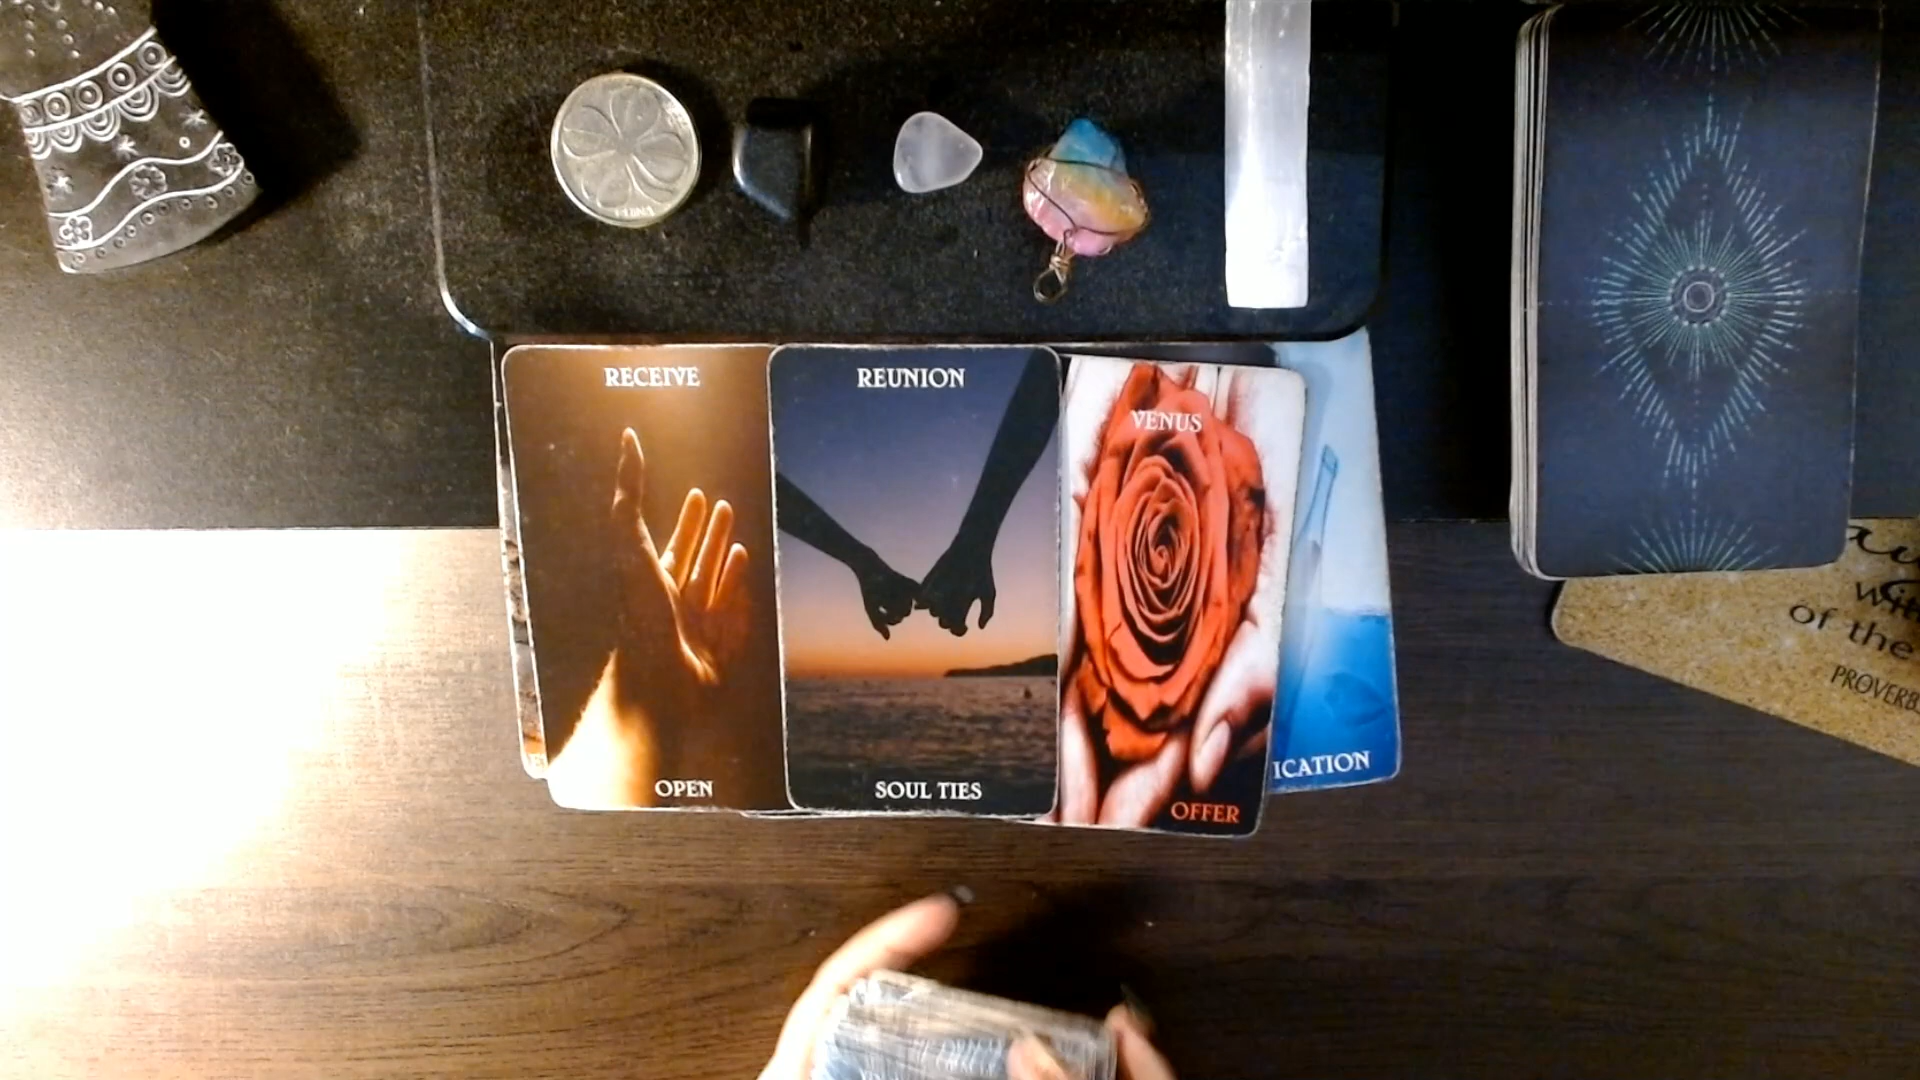 RECEIVE
OPEN
REUNION
SOUL TIES
VENUS
OFFER
ICATION
of the
PROVERB